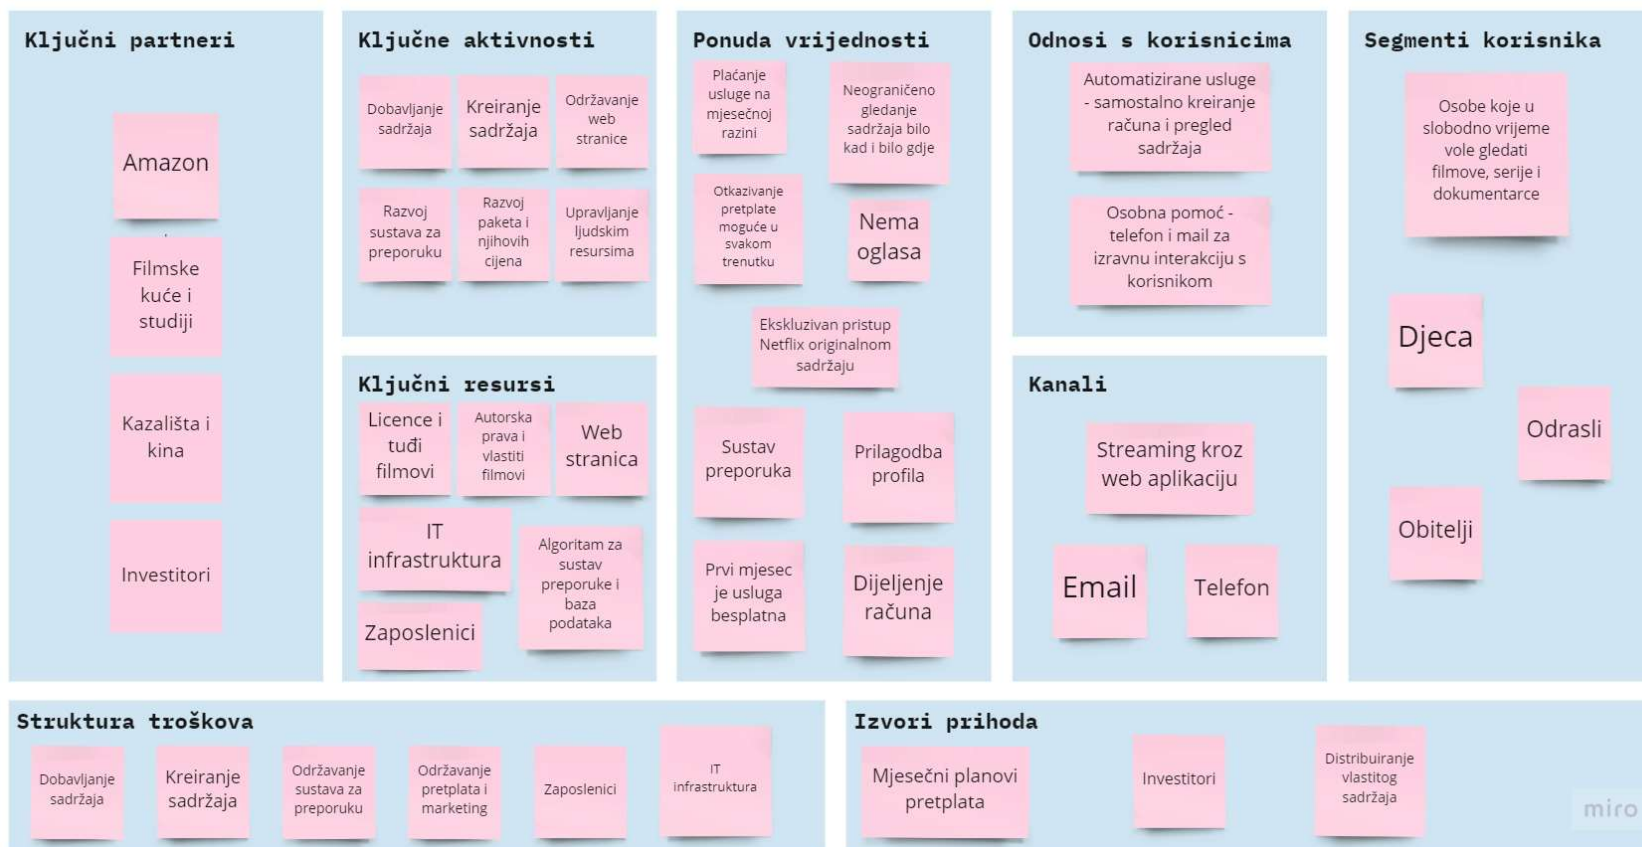 Ključni partneri
Amazon
Filmske
kuće i
studiji
Kazališta i
kina
Investitori
Ključne aktivnosti
Dobavljanje
sadržaja
Kreiranje
sadržaja
Održavanje
web
stranice
Razvoj
sustava za
preporuku
Razvoj
paketa i
njihovih
cijena
Upravljanje
ljudskim
resursima
Ključni resursi
Licence i
tuđi
filmovi
Autorska
prava i
vlastiti
filmovi
Web
stranica
IT
infrastruktura
Algoritam za
sustav
preporuke i
baza
podataka
Zaposlenici
Ponuda vrijednosti
Plaćanje
usluge na
mjesečnoj
razini
Neograničeno
gledanje
sadržaja bilo
kad i bilo gdje
Otkazivanje
pretplate
moguće u
svakom
trenutku
Nema
oglasa
Ekskluzivan pristup
Netflix originalnom
sadržaju
Sustav
preporuka
Prilagodba
profila
Prvi mjesec
je usluga
besplatna
Dijeljenje
računa
Odnosi s korisnicima
Automatizirane usluge
- samostalno kreiranje
računa i pregled
sadržaja
Osobna pomoć -
telefon i mail za
izravnu interakciju s
korisnikom
Kanali
Streaming kroz
web aplikaciju
Email
Telefon
Segmenti korisnika
Osobe koje u
slobodno vrijeme
vole gledati
filmove, serije i
dokumentarce
Djeca
Odrasli
Obitelji
Struktura troškova
Dobavljanje
sadržaja
Kreiranje
sadržaja
Održavanje
sustava za
preporuku
Održavanje
pretplata i
marketing
Zaposlenici
IT
infrastruktura
Izvori prihoda
Mjesečni planovi
pretplata
Investitori
Distribuiranje
vlastitog
sadržaja
miro